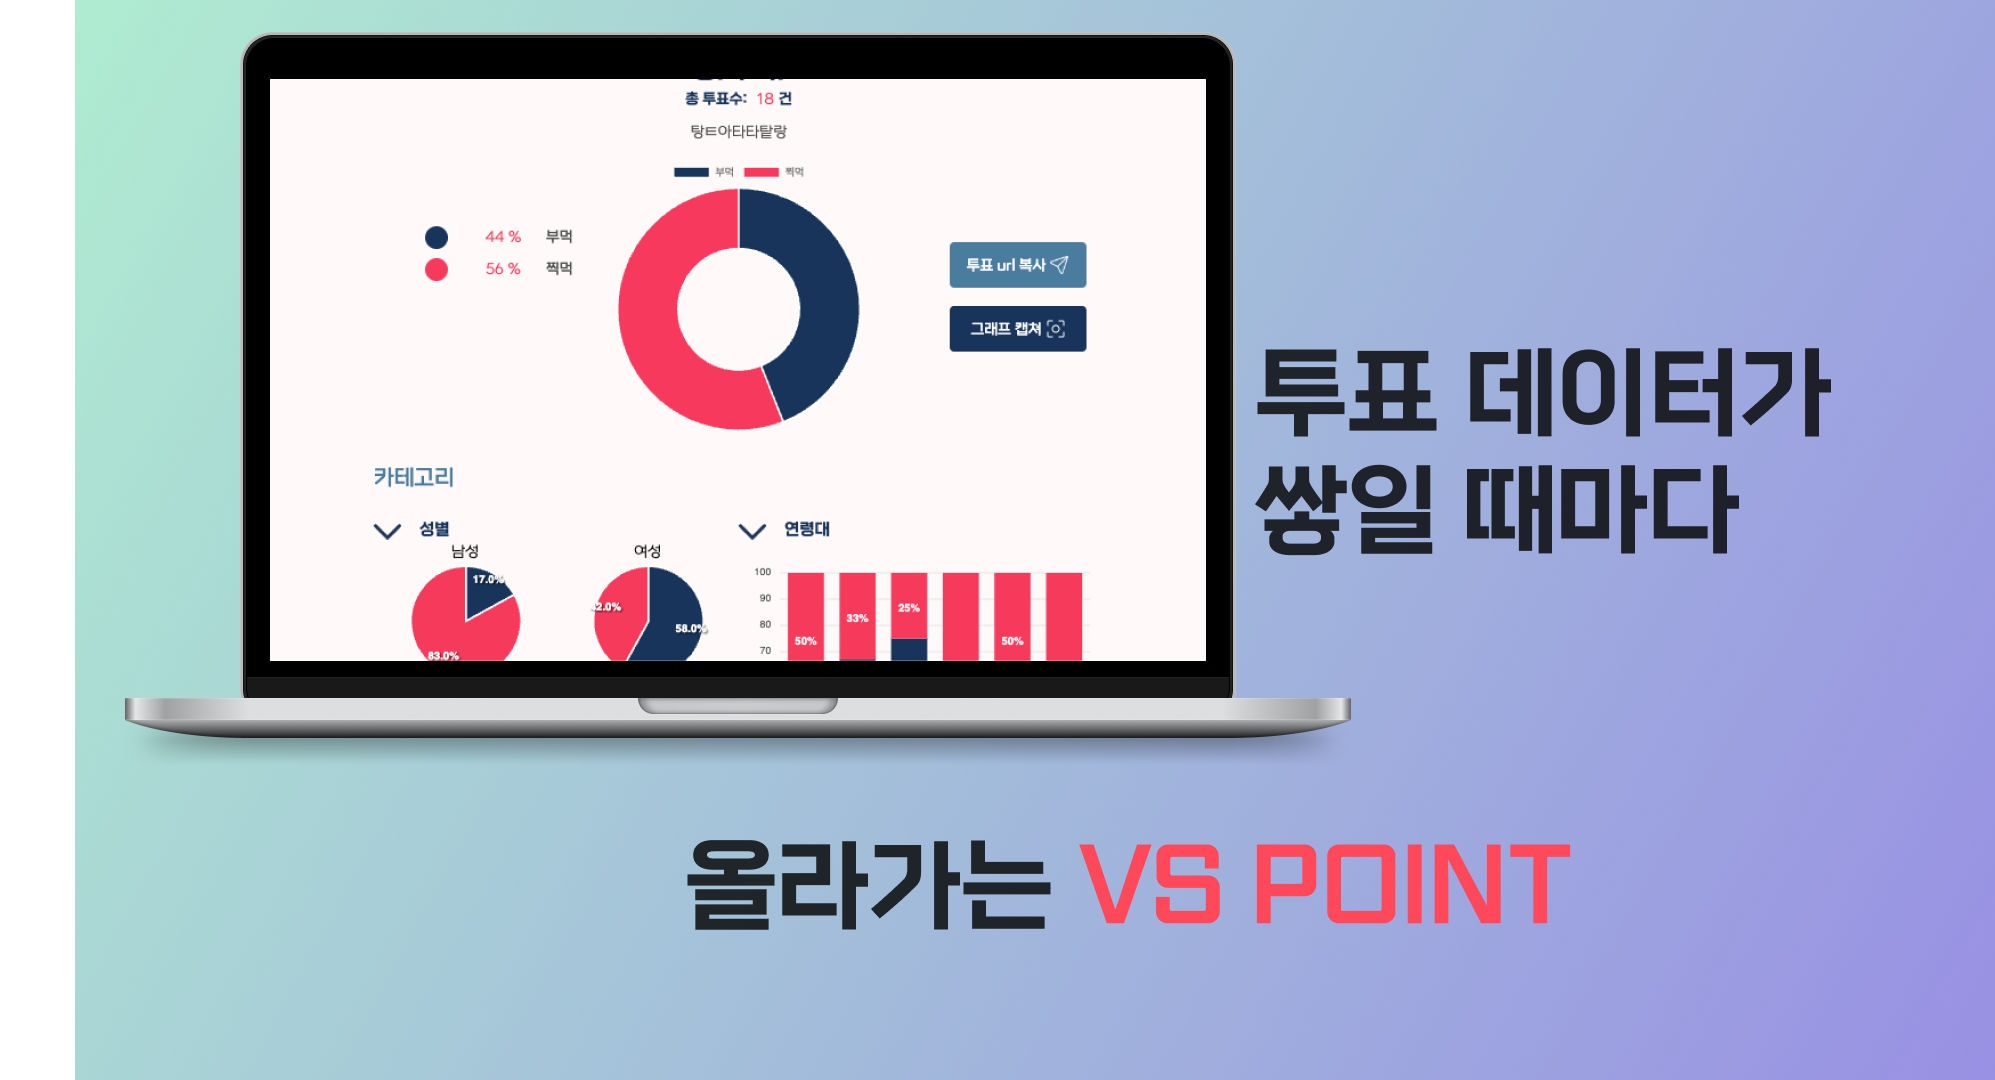 총 투표수: 18 건
탕ㅌ아타타탈랑
부먹 찍먹
44 % 부먹
56 % 찍먹
투표 url 복사
그래프 캡쳐
카테고리
성별
남성
17.0%
83.0%
여성
58.0%
연령대
100
90
80
70
50%
33%
25%
50%
투표 데이터가
쌓일 때마다
올라가는 VS POINT